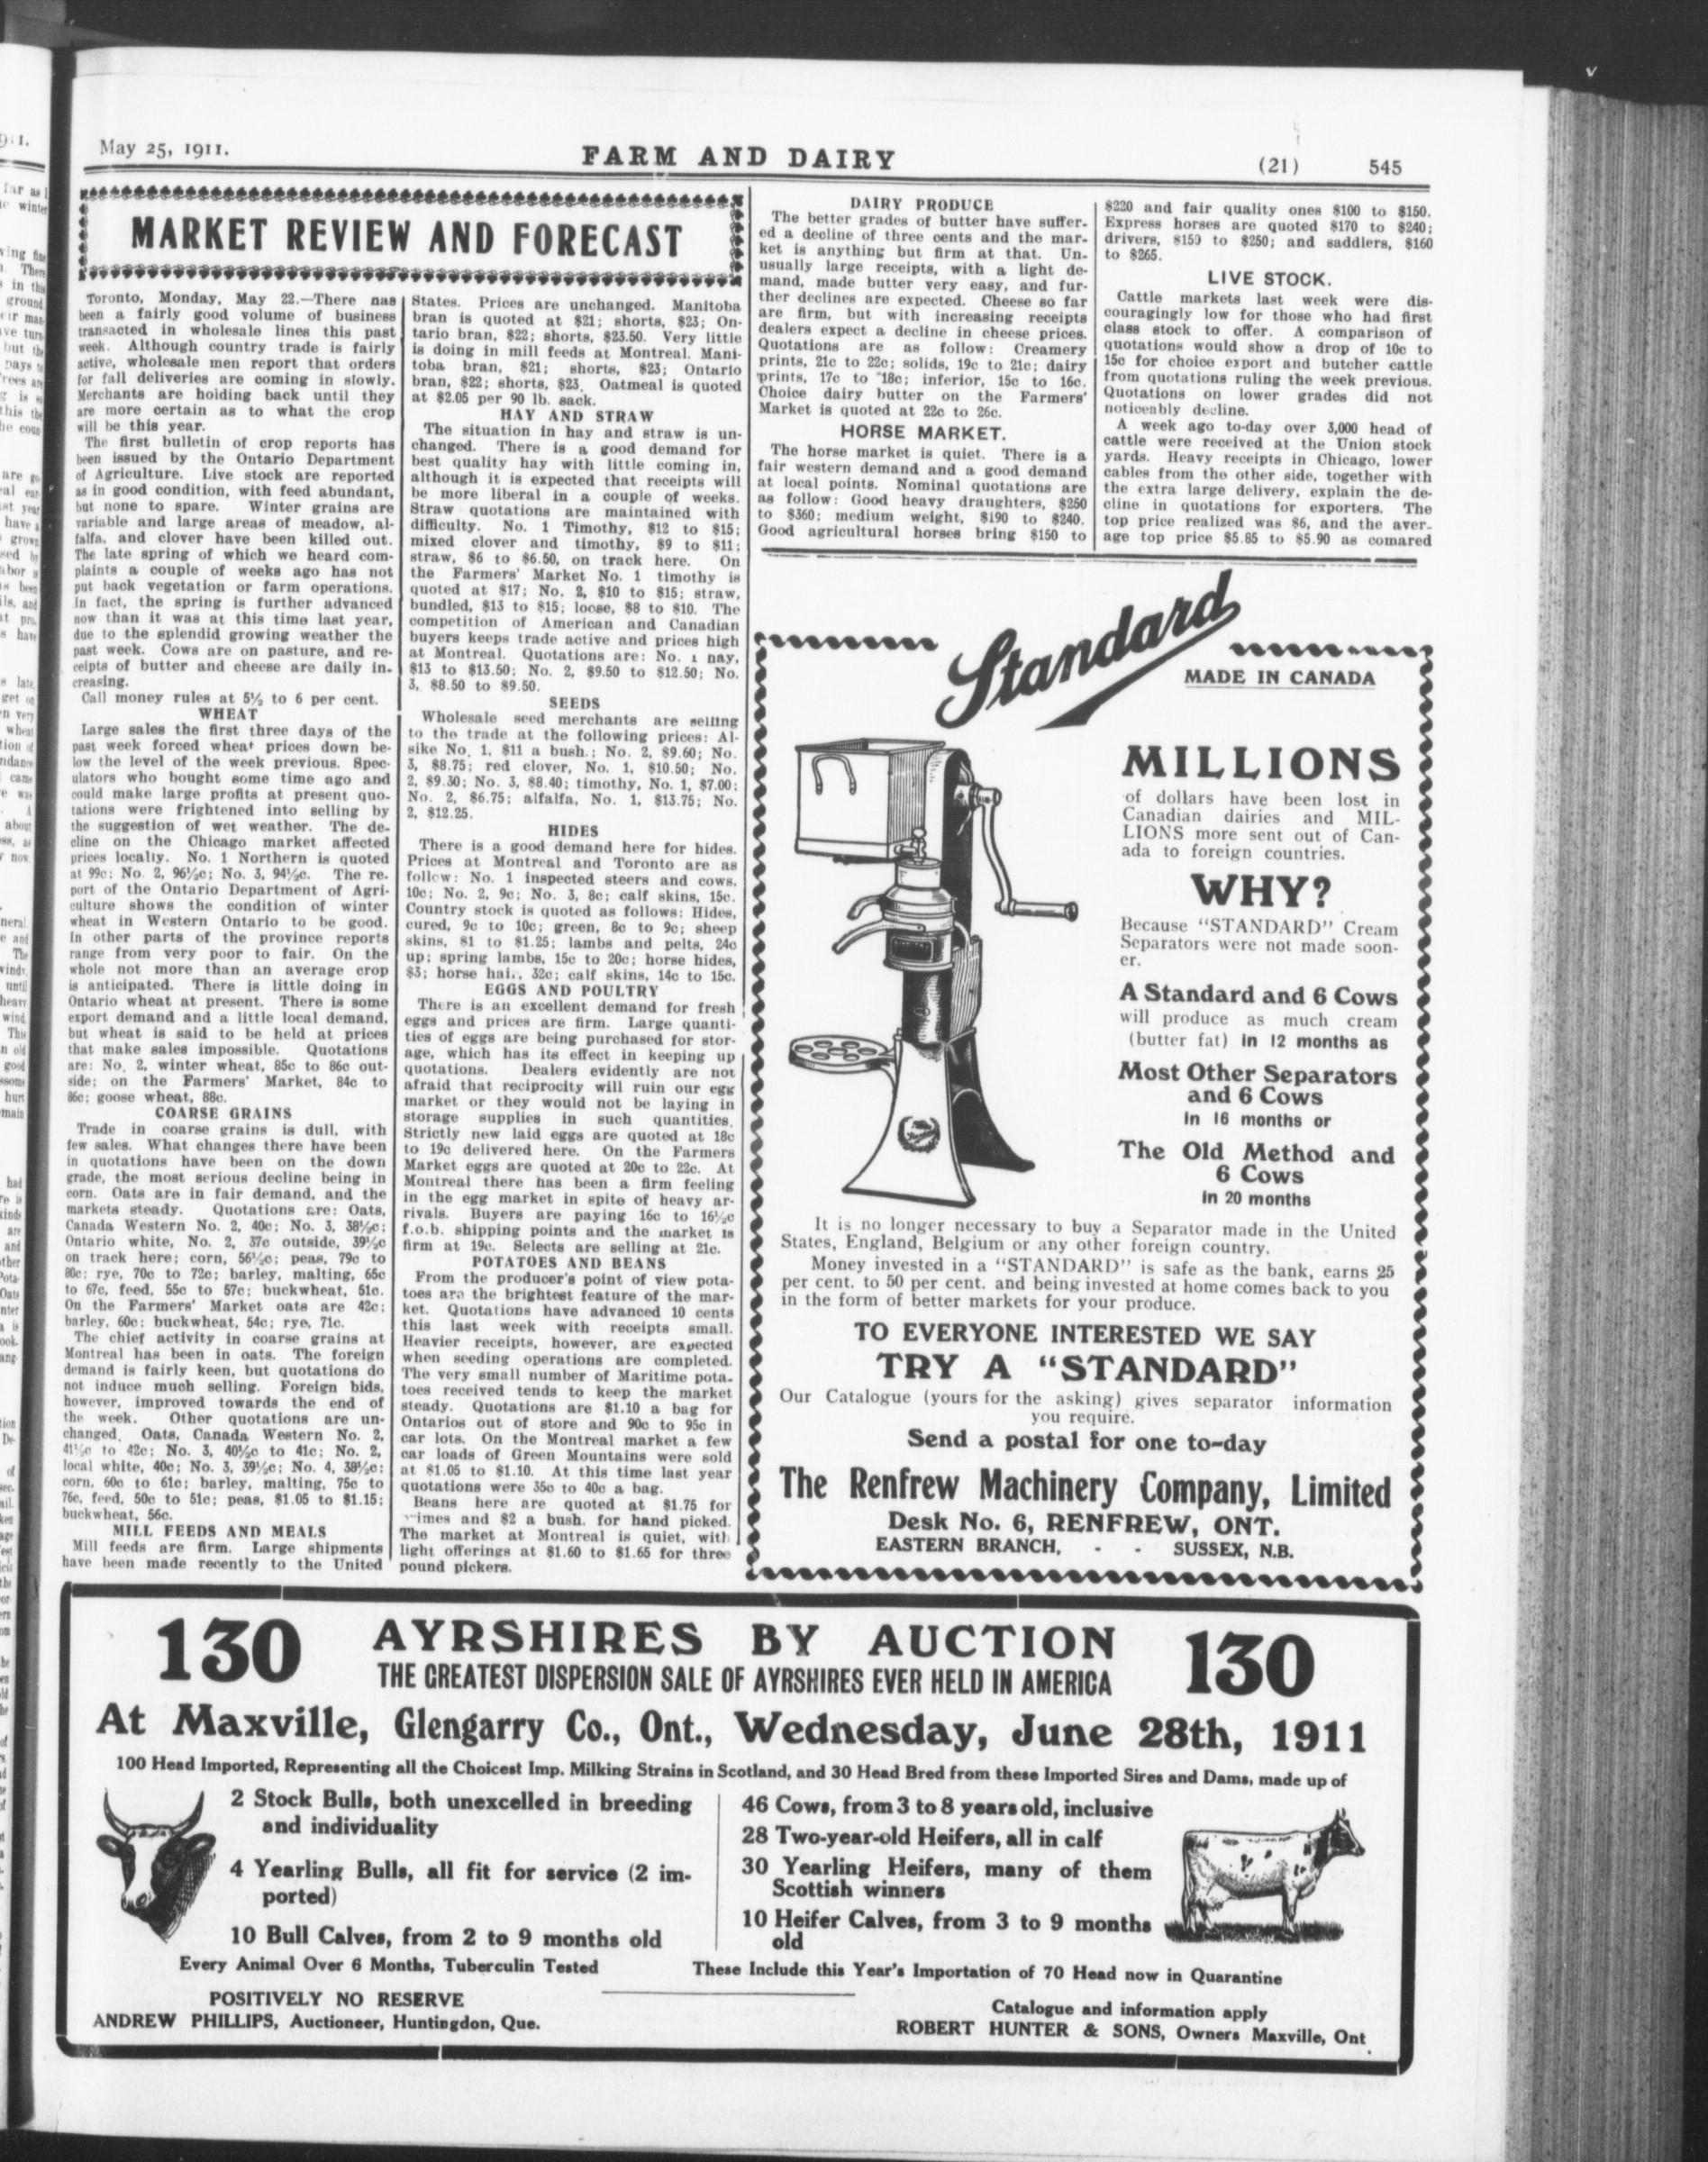 May 25, 1911.
FARM AND DAIRY
(21) 545
MARKET REVIEW AND FORECAST
Toronto, Monday, May 22.—There has
been a fairly good volume of business
transacted in wholesale lines this past
week. Although country trade is fairly
active, wholesale men report that orders
for fall deliveries are coming in slowly.
Merchants are holding back until they
are more certain as to what the crop
will be this year.
The first bulletin of crop reports has
been issued by the Ontario Department
of Agriculture. Live stock are reported
as in good condition, with feed abundant,
but none to spare. Winter grains are
variable and large areas of meadow, al-
falfa, and clover have been killed out.
The late spring of which we heard com-
plaints a couple of weeks ago has not
put back vegetation or farm operations.
In fact, the spring is further advanced
now than it was at this time last year,
due to the splendid growing weather the
past week. Cows are on pasture, and re-
ceipts of butter and cheese are daily in-
creasing.
Call money rules at 5½ to 6 per cent.
WHEAT
Large sales the first three days of the
past week forced wheat prices down be-
low the level of the week previous. Spec-
ulators who bought some time ago and
could make large profits at present quo-
tations were frightened into selling by
the suggestion of wet weather. The de-
cline on the Chicago market affected
prices locally. No. 1 Northern is quoted
at 99c; No. 2, 96½c; No. 3, 94½c. The re-
port of the Ontario Department of Agri-
culture shows the condition of winter
wheat in Western Ontario to be good.
In other parts of the province reports
range from very poor to fair. On the
whole not more than an average crop
is anticipated. There is little doing in
Ontario wheat at present. There is some
export demand and a little local demand,
but wheat is said to be held at prices
that make sales impossible. Quotations
are: No. 2, winter wheat, 85c to 86c out-
side; on the Farmers' Market, 84c to
86c; goose wheat, 88c.
COARSE GRAINS
Trade in coarse grains is dull, with
few sales. What changes there have been
in quotations have been on the down
grade, the most serious decline being in
corn. Oats are in fair demand, and the
markets steady. Quotations are: Oats,
Canada Western No. 2, 40c; No. 3, 38½c;
Ontario white, No. 2, 37c outside, 39½c
on track here; corn, 56½c; peas, 79c to
80c; rye, 70c to 72c; barley, malting, 65c
to 67c, feed, 55c to 57c; buckwheat, 51c.
On the Farmers' Market oats are 42c;
barley, 60c; buckwheat, 54c; rye, 71c.
The chief activity in coarse grains at
Montreal has been in oats. The foreign
demand is fairly keen, but quotations do
not induce much selling. Foreign bids,
however, improved towards the end of
the week. Other quotations are un-
changed. Oats, Canada Western No. 2,
41½c to 42c; No. 3, 40½c to 41c; No. 2,
local white, 40c; No. 3, 39½c; No. 4, 38½c;
corn, 60c to 61c; barley, malting, 75c to
76c, feed, 50c to 51c; peas, $1.05 to $1.15;
buckwheat, 56c.
MILL FEEDS AND MEALS
Mill feeds are firm. Large shipments
have been made recently to the United
States. Prices are unchanged. Manitoba
bran is quoted at $21; shorts, $23; On-
tario bran, $22; shorts, $23.50. Very little
is doing in mill feeds at Montreal. Mani-
toba bran, $21; shorts, $23; Ontario
bran, $22; shorts, $23. Oatmeal is quoted
at $2.05 per 90 lb. sack.
HAY AND STRAW
The situation in hay and straw is un-
changed. There is a good demand for
best quality hay with little coming in,
although it is expected that receipts will
be more liberal in a couple of weeks.
Straw quotations are maintained with
difficulty. No. 1 Timothy, $12 to $15;
mixed clover and timothy, $9 to $11;
straw, $6 to $6.50, on track here. On
the Farmers' Market No. 1 timothy is
quoted at $17; No. 2, $10 to $15; straw,
bundled, $13 to $15; loose, $8 to $10. The
competition of American and Canadian
buyers keeps trade active and prices high
at Montreal. Quotations are: No. 1 hay,
$13 to $13.50; No. 2, $9.50 to $12.50; No.
3, $8.50 to $9.50.
SEEDS
Wholesale seed merchants are selling
to the trade at the following prices: Al-
sike No. 1, $11 a bush.; No. 2, $9.60; No.
3, $8.75; red clover, No. 1, $10.50; No.
2, $9.30; No. 3, $8.40; timothy, No. 1, $7.00;
No. 2, $6.75; alfalfa, No. 1, $13.75; No.
2, $12.25.
HIDES
There is a good demand here for hides.
Prices at Montreal and Toronto are as
follow: No. 1 inspected steers and cows,
10c; No. 2, 9c; No. 3, 8c; calf skins, 15c.
Country stock is quoted as follows: Hides,
cured, 9c to 10c; green, 8c to 9c; sheep
skins, $1 to $1.25; lambs and pelts, 24c
up; spring lambs, 15c to 20c; horse hides,
$3; horse hai., 32c; calf skins, 14c to 15c.
EGGS AND POULTRY
There is an excellent demand for fresh
eggs and prices are firm. Large quanti-
ties of eggs are being purchased for stor-
age, which has its effect in keeping up
quotations. Dealers evidently are not
afraid that reciprocity will ruin our egg
market or they would not be laying in
storage supplies in such quantities.
Strictly new laid eggs are quoted at 18c
to 19c delivered here. On the Farmers
Market eggs are quoted at 20c to 22c. At
Montreal there has been a firm feeling
in the egg market in spite of heavy ar-
rivals. Buyers are paying 16c to 16½c
f.o.b. shipping points and the market is
firm at 19c. Selects are selling at 21c.
POTATOES AND BEANS
From the producer's point of view pota-
toes are the brightest feature of the mar-
ket. Quotations have advanced 10 cents
this last week with receipts small.
Heavier receipts, however, are expected
when seeding operations are completed.
The very small number of Maritime pota-
toes received tends to keep the market
steady. Quotations are $1.10 a bag for
Ontarios out of store and 90c to 95c in
car lots. On the Montreal market a few
car loads of Green Mountains were sold
at $1.05 to $1.10. At this time last year
quotations were 35c to 40c a bag.
Beans here are quoted at $1.75 for
imes and $2 a bush. for hand picked.
The market at Montreal is quiet, with
light offerings at $1.60 to $1.65 for three
pound pickers.
DAIRY PRODUCE
The better grades of butter have suffer-
ed a decline of three cents and the mar-
ket is anything but firm at that. Un-
usually large receipts, with a light de-
mand, made butter very easy, and fur-
ther declines are expected. Cheese so far
are firm, but with increasing receipts
dealers expect a decline in cheese prices.
Quotations are as follow: Creamery
prints, 21c to 22c; solids, 19c to 21c; dairy
prints, 17c to 18c; inferior, 15c to 16c.
Choice dairy butter on the Farmers'
Market is quoted at 22c to 26c.
HORSE MARKET.
The horse market is quiet. There is a
fair western demand and a good demand
at local points. Nominal quotations are
as follow: Good heavy draughters, $250
to $360; medium weight, $190 to $240.
Good agricultural horses bring $150 to
$220 and fair quality ones $100 to $150.
Express horses are quoted $170 to $240;
drivers, $150 to $250; and saddlers, $160
to $265.
LIVE STOCK.
Cattle markets last week were dis-
couragingly low for those who had first
class stock to offer. A comparison of
quotations would show a drop of 10c to
15c for choice export and butcher cattle
from quotations ruling the week previous.
Quotations on lower grades did not
noticeably decline.
A week ago to-day over 3,000 head of
cattle were received at the Union stock
yards. Heavy receipts in Chicago, lower
cables from the other side, together with
the extra large delivery, explain the de-
cline in quotations for exporters. The
top price realized was $6, and the aver-
age top price $5.85 to $5.90 as comared
Standard
MADE IN CANADA
MILLIONS
of dollars have been lost in
Canadian dairies and MIL-
LIONS more sent out of Can-
ada to foreign countries.
WHY?
Because "STANDARD" Cream
Separators were not made soon-
er.
A Standard and 6 Cows
will produce as much cream
(butter fat) in 12 months as
Most Other Separators
and 6 Cows
in 16 months or
The Old Method and
6 Cows
in 20 months
It is no longer necessary to buy a Separator made in the United
States, England, Belgium or any other foreign country.
Money invested in a "STANDARD" is safe as the bank, earns 25
per cent. to 50 per cent. and being invested at home comes back to you
in the form of better markets for your produce.
TO EVERYONE INTERESTED WE SAY
TRY A "STANDARD"
Our Catalogue (yours for the asking) gives separator information
you require.
Send a postal for one to-day
The Renfrew Machinery Company, Limited
Desk No. 6, RENFREW, ONT.
EASTERN BRANCH, - - SUSSEX, N.B.
130 AYRSHIRES BY AUCTION 130
THE GREATEST DISPERSION SALE OF AYRSHIRES EVER HELD IN AMERICA
At Maxville, Glengarry Co., Ont., Wednesday, June 28th, 1911
100 Head Imported, Representing all the Choicest Imp. Milking Strains in Scotland, and 30 Head Bred from these Imported Sires and Dams, made up of
2 Stock Bulls, both unexcelled in breeding
and individuality
4 Yearling Bulls, all fit for service (2 im-
ported)
10 Bull Calves, from 2 to 9 months old
46 Cows, from 3 to 8 years old, inclusive
28 Two-year-old Heifers, all in calf
30 Yearling Heifers, many of them
Scottish winners
10 Heifer Calves, from 3 to 9 months
old
Every Animal Over 6 Months, Tuberculin Tested
These Include this Year's Importation of 70 Head now in Quarantine
POSITIVELY NO RESERVE
ANDREW PHILLIPS, Auctioneer, Huntingdon, Que.
Catalogue and information apply
ROBERT HUNTER & SONS, Owners Maxville, Ont